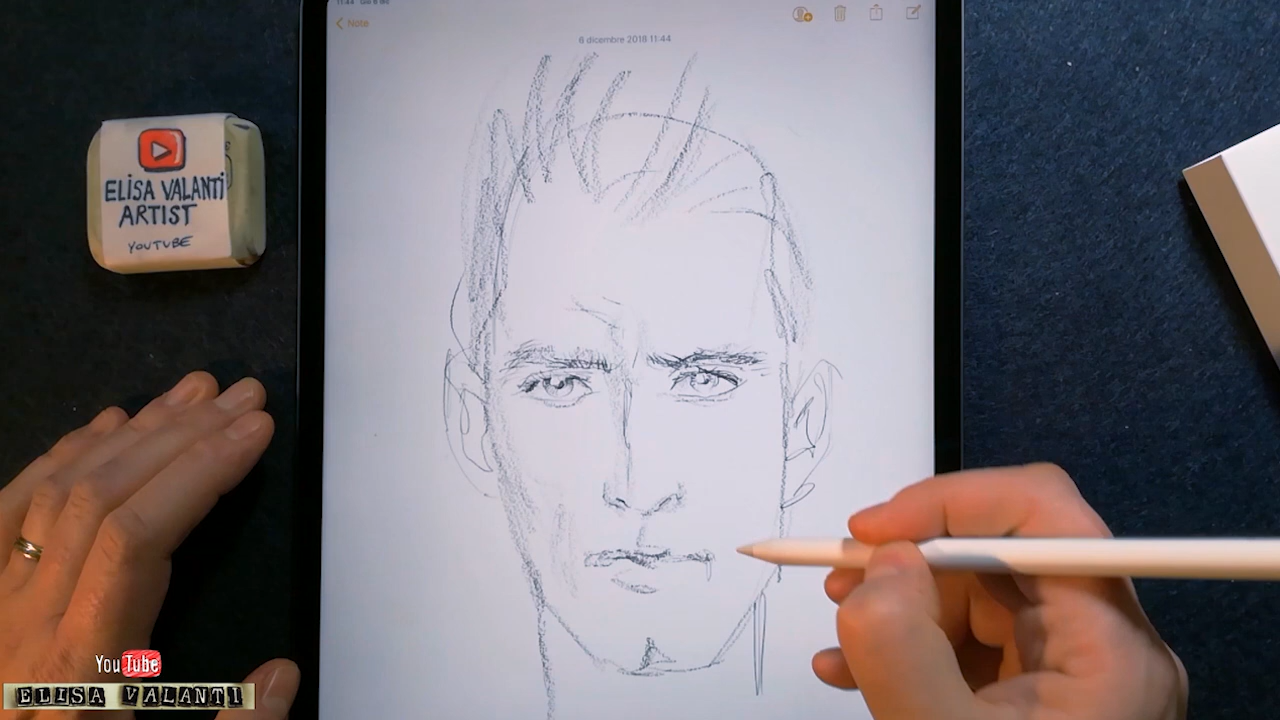 Note
6 dicembre 2018 11:44
ELISA VALANTI
ARTIST
YOUTUBE
YouTube
ELISA VALANTI